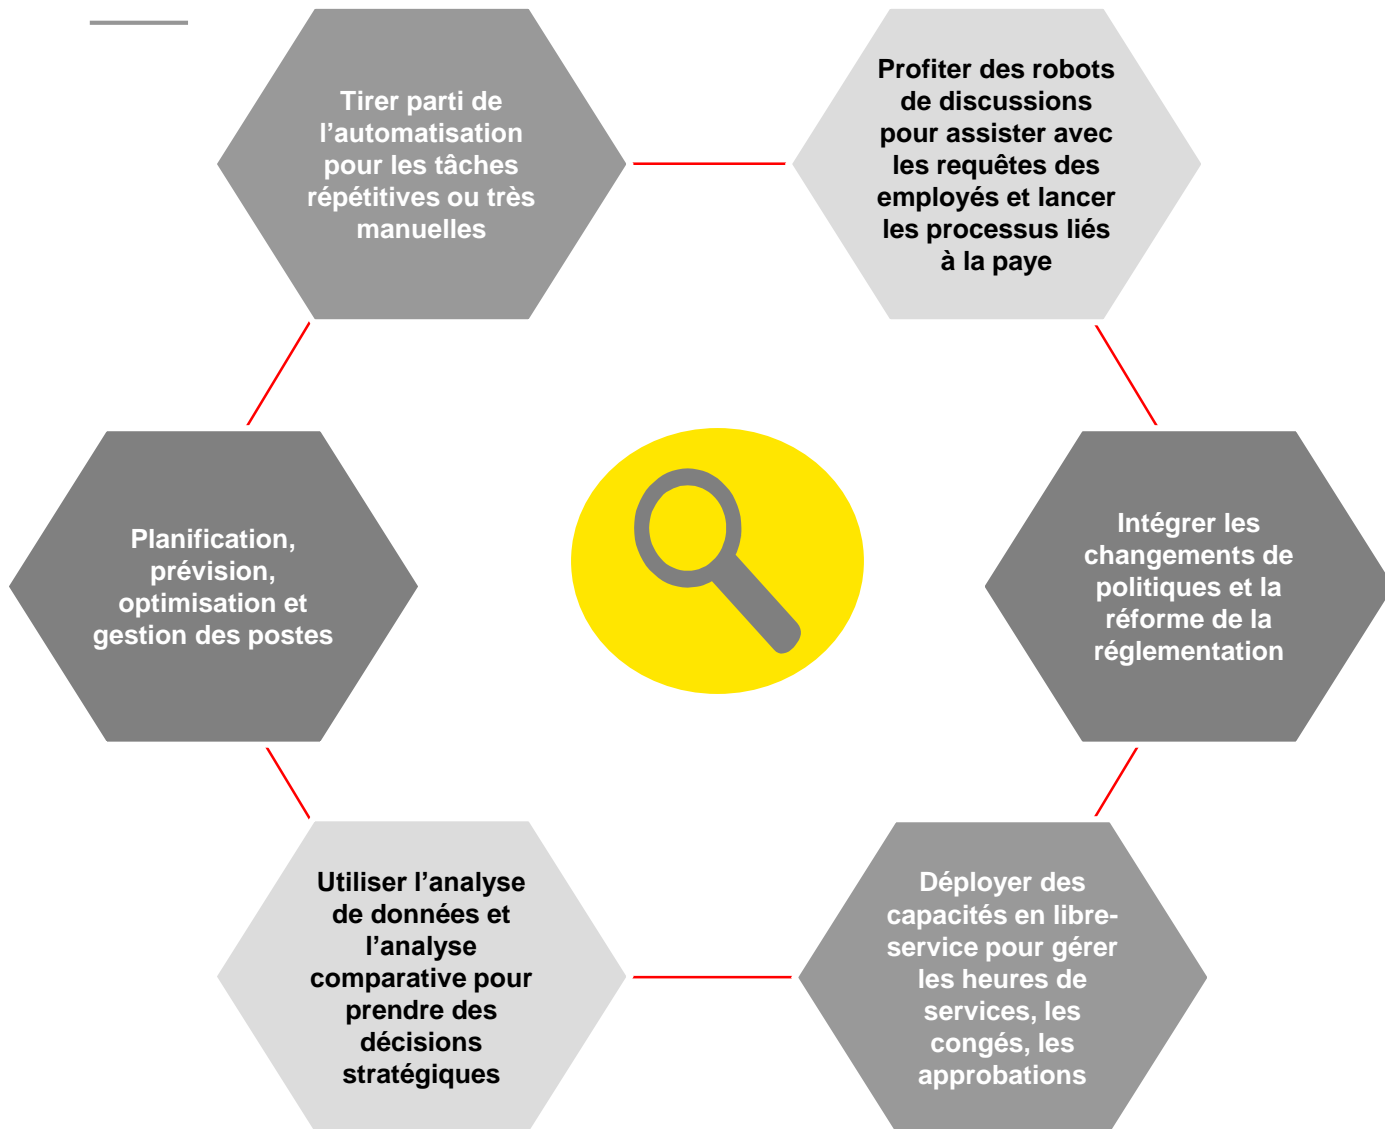 Tirer parti de
l’automatisation
pour les tâches
répétitives ou très
manuelles
Profiter des robots
de discussions
pour assister avec
les requêtes des
employés et lancer
les processus liés
à la paye
Planification,
prévision,
optimisation et
gestion des postes
Intégrer les
changements de
politiques et la
réforme de la
réglementation
Utiliser l’analyse
de données et
l’analyse
comparative pour
prendre des
décisions
stratégiques
Déployer des
capacités en libre-
service pour gérer
les heures de
services, les
congés, les
approbations